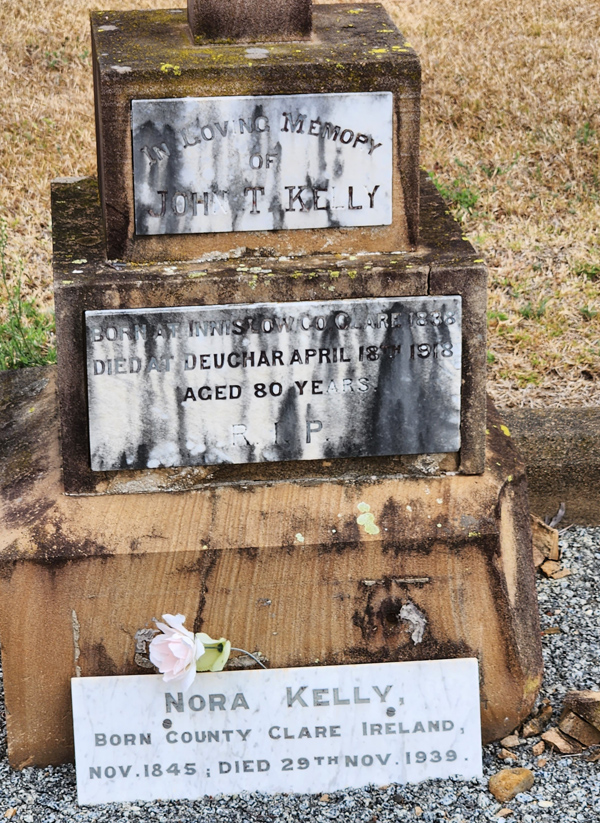 IN LOVING MEMORY
OF
JOHN T. KELLY
BORN AT INNISLOW, CO CLARE 1838
DIED AT DEUCHAR APRIL 18TH 1918
AGED 80 YEARS.
R.I.P.
NORA KELLY,
BORN COUNTY CLARE IRELAND,
NOV. 1845; DIED 29TH NOV. 1939.